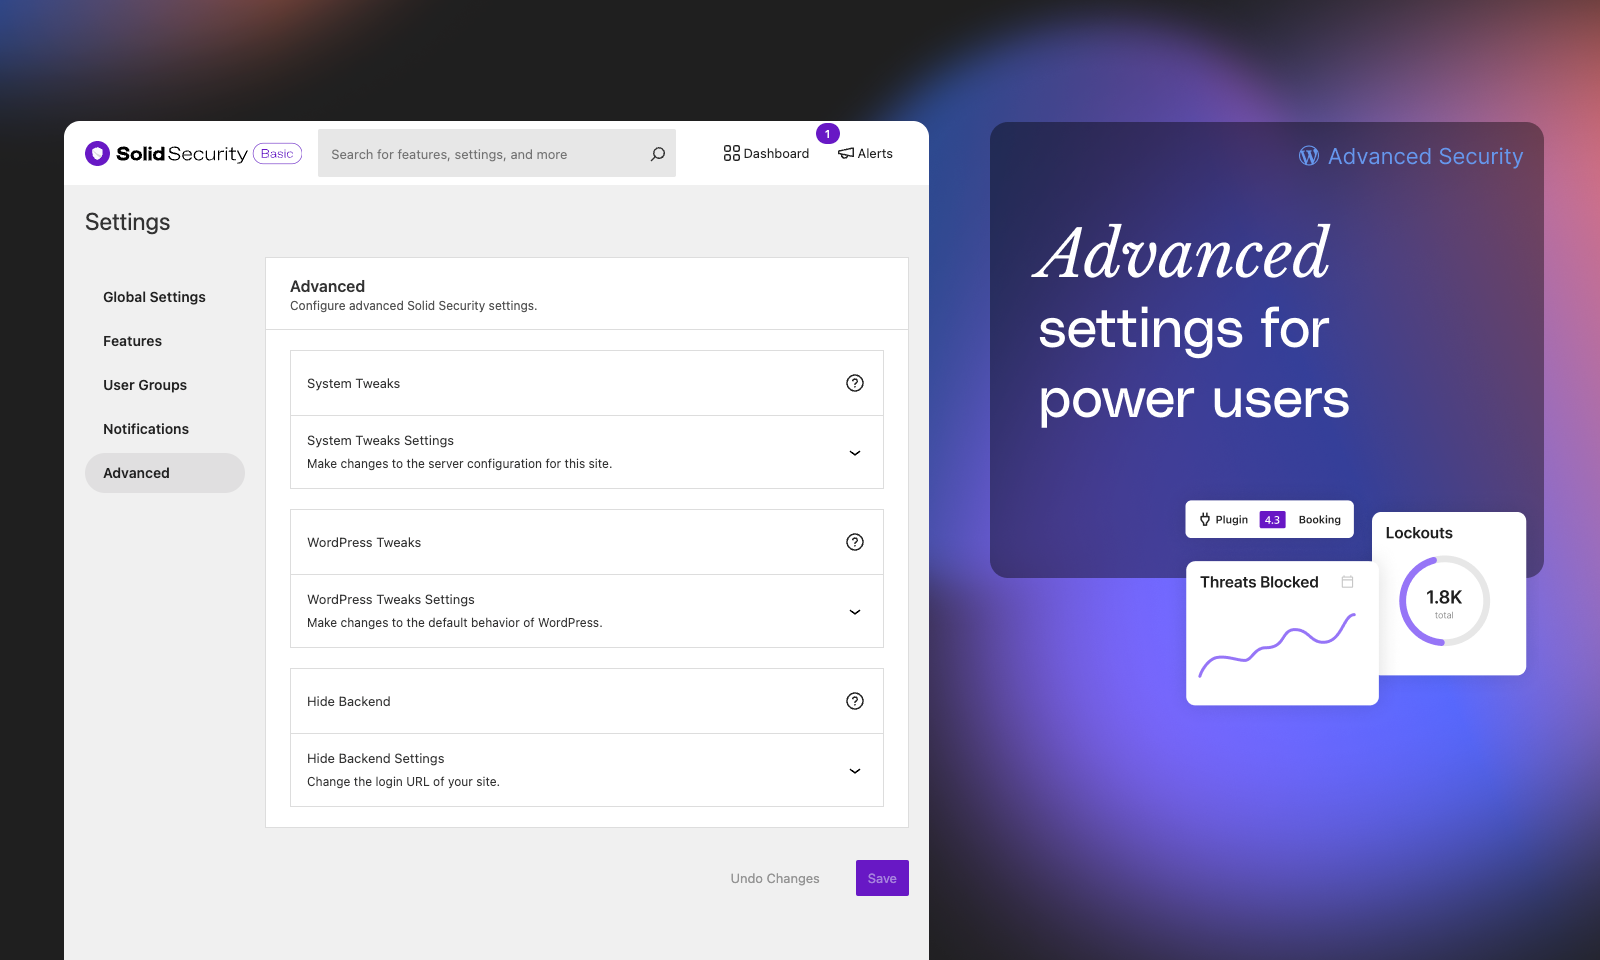 SolidSecurity Basic
Search for features, settings, and more
Dashboard
1
Alerts
Settings
Global Settings
Features
User Groups
Notifications
Advanced
Advanced
Configure advanced Solid Security settings.
System Tweaks
System Tweaks Settings
Make changes to the server configuration for this site.
WordPress Tweaks
WordPress Tweaks Settings
Make changes to the default behavior of WordPress.
Hide Backend
Hide Backend Settings
Change the login URL of your site.
Undo Changes
Save
Advanced Security
Advanced
settings for
power users
Plugin 4.3 Booking
Lockouts
1.8K
total
Threats Blocked